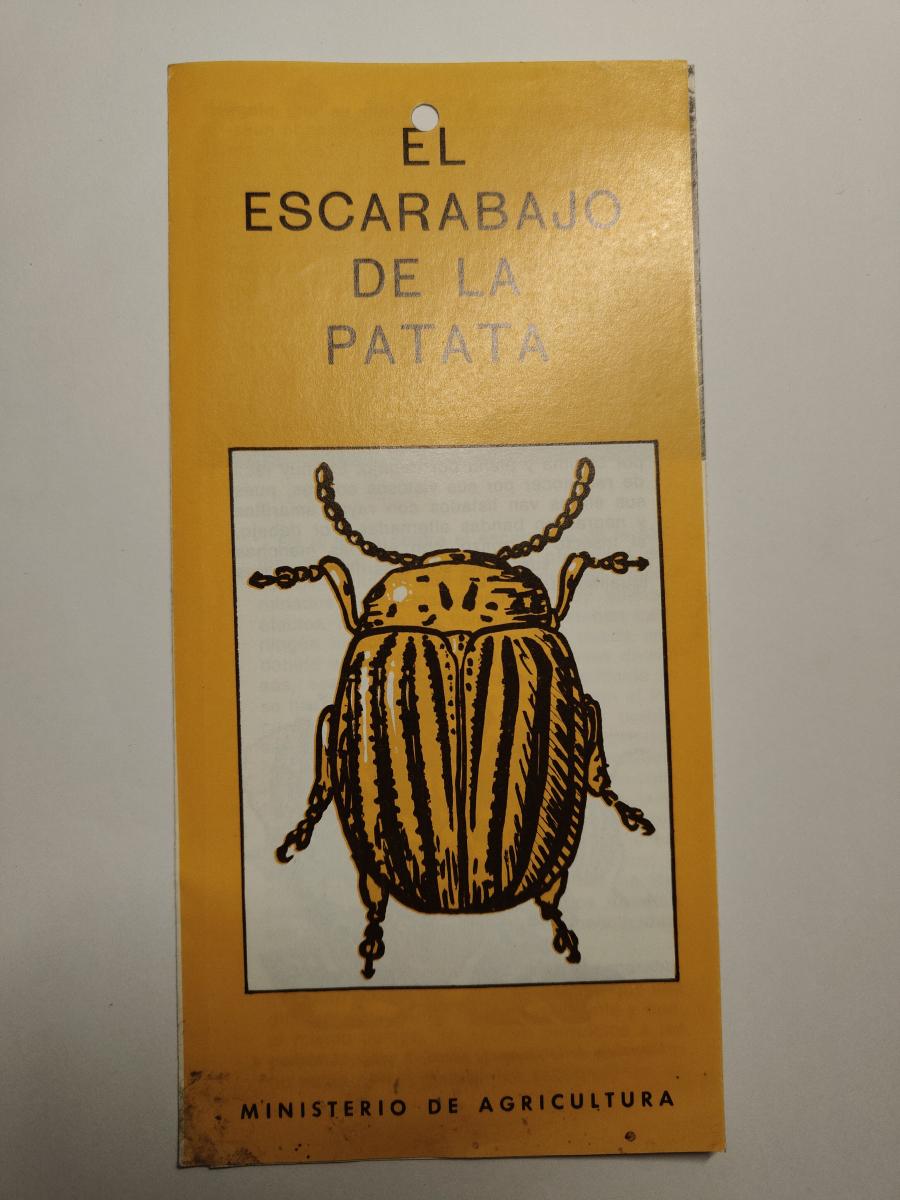 EL
ESCARABAJO
DE LA
PATATA
MINISTERIO DE AGRICULTURA